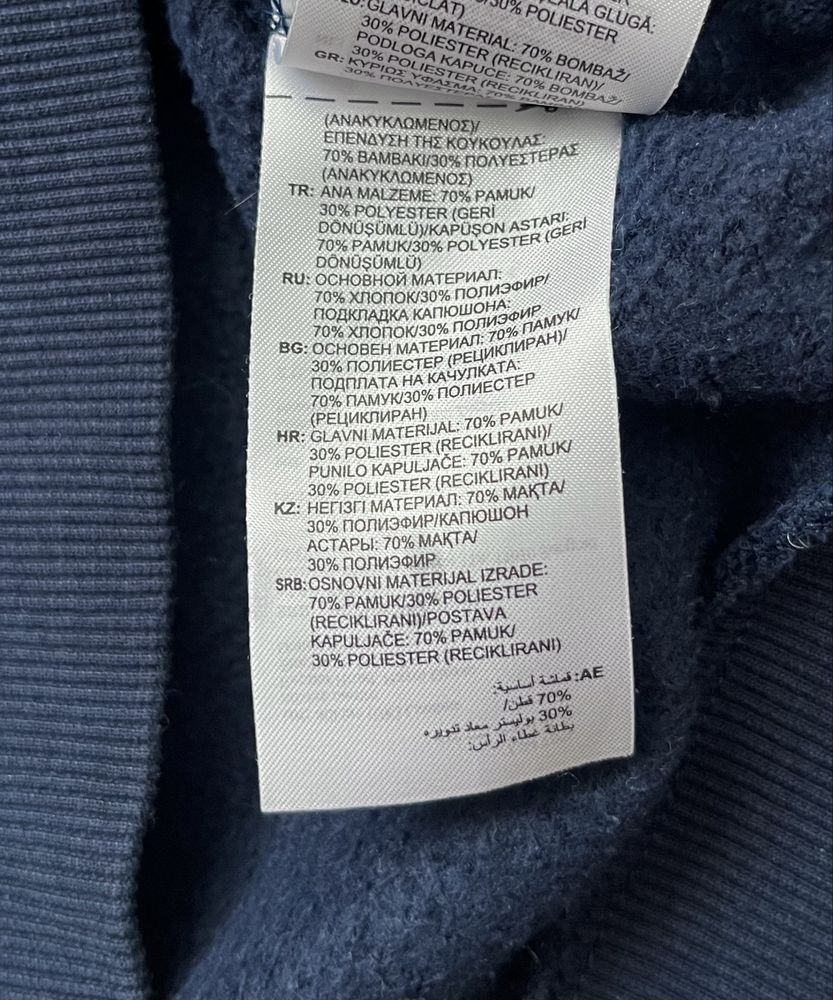 LALA GLUGĂ:
30% POLIESTER
GLAVNI MATERIAL: 70% BOMBAŽ/
30% POLIESTER (RECIKLIRAN)/
PODLOGA KAPUCE: 70% BOMBAŽ/
30% POLIESTER (RECIKLIRAN)
GR: ΚΥΡΙΩΣ ΥΦΑΣΜΑ: 70%
(ΑΝΑΚΥΚΛΩΜΕΝΟΣ)/
ΕΠΕΝΔΥΣΗ ΤΗΣ ΚΟΥΚΟΥΛΑΣ:
70% ΒΑΜΒΑΚΙ/30% ΠΟΛΥΕΣΤΕΡΑΣ
(ΑΝΑΚΥΚΛΩΜΕΝΟΣ)
TR: ANA MALZEME: 70% PAMUK/
30% POLYESTER (GERİ
DÖNÜŞÜMLÜ)/KAPÜŞON ASTARI:
70% PAMUK/30% POLYESTER (GERİ
DÖNÜŞÜMLÜ)
RU: ОСНОВНОЙ МАТЕРИАЛ:
70% ХЛОПОК/30% ПОЛИЭФИР/
ПОДКЛАДКА КАПЮШОНА:
70% ХЛОПОК/30% ПОЛИЭФИР
BG: ОСНОВЕН МАТЕРИАЛ: 70% ПАМУК/
30% ПОЛИЕСТЕР (РЕЦИКЛИРАН)/
ПОДПЛАТА НА КАЧУЛКАТА:
70% ПАМУК/30% ПОЛИЕСТЕР
(РЕЦИКЛИРАН)
HR: GLAVNI MATERIJAL: 70% PAMUK/
30% POLIESTER (RECIKLIRANI)/
PUNILO KAPULJAČE: 70% PAMUK/
30% POLIESTER (RECIKLIRANI)
KZ: НЕГІЗГІ МАТЕРИАЛ: 70% МАҚТА/
30% ПОЛИЭФИР/КАПЮШОН
АСТАРЫ: 70% МАҚТА/
30% ПОЛИЭФИР
SRB: OSNOVNI MATERIJAL IZRADE:
70% PAMUK/30% POLIESTER
(RECIKLIRANI)/POSTAVA
KAPULJAČE: 70% PAMUK/
30% POLIESTER (RECIKLIRANI)
AE: قماشة أساسية:
70% قطن/
30% بوليستر معاد تدويره
بطانة غطاء الرأس: